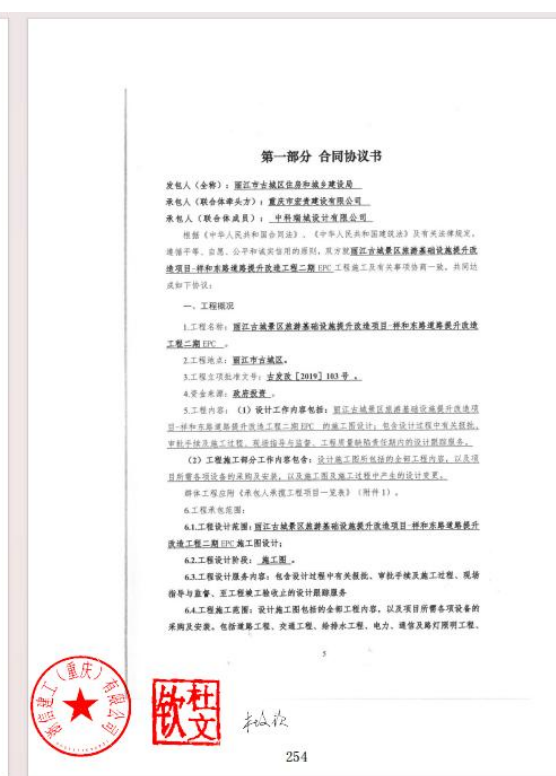 第一部分 合同协议书
发包人（全称）：丽江市古城区住房和城乡建设局
承包人（联合体牵头方）：重庆市宏贵建设有限公司
承包人（联合体成员）：中科瑞城设计有限公司
根据《中华人民共和国合同法》、《中华人民共和国建筑法》及有关法律规定，
遵循平等、自愿、公平和诚实信用的原则，双方就丽江古城景区旅游基础设施提升改
造项目-祥和东路道路提升改造工程二期 EPC 工程施工及有关事项协商一致，共同达
成如下协议：
一、工程概况
1.工程名称：丽江古城景区旅游基础设施提升改造项目-祥和东路道路提升改造
工程二期 EPC 。
2.工程地点：丽江市古城区。
3.工程立项批准文号：古发改［2019］103 号 。
4.资金来源：政府投资 。
5.工程内容：（1）设计工作内容包括：丽江古城景区旅游基础设施提升改造项
目-祥和东路道路提升改造工程二期 EPC 的施工图设计；包含设计过程中有关报批、
审批手续及施工过程、现场指导与监督、工程质量缺陷责任期内的设计跟踪服务。
（2）工程施工部分工作内容包含：设计施工图所包括的全部工程内容，以及项
目所需各项设备的采购及安装，以及施工图及施工过程中产生的设计变更。
群体工程应附《承包人承揽工程项目一览表》（附件 1）。
6.工程承包范围：
6.1.工程设计范围：丽江古城景区旅游基础设施提升改造项目-祥和东路道路提升
改造工程二期 EPC 施工图设计；
6.2.工程设计阶段： 施工图 。
6.3.工程设计服务内容：包含设计过程中有关报批、审批手续及施工过程、现场
指导与监督、至工程竣工验收止的设计跟踪服务
6.4.工程施工范围：设计施工图包括的全部工程内容，以及项目所需各项设备的
采购及安装。包括道路工程、交通工程、给排水工程、电力、通信及路灯照明工程、
5
建工（重庆）有限公司
杜文钦
杜文钦
254